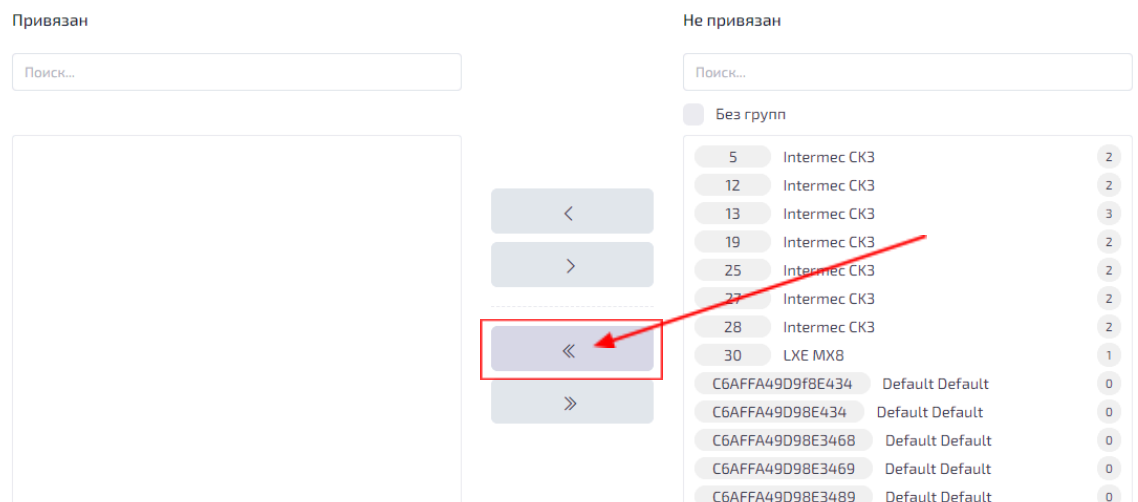 Привязан
Не привязан
Поиск...
Поиск...
Без групп
5 Intermec CK3 2
12 Intermec CK3 2
13 Intermec CK3 3
19 Intermec CK3 2
25 Intermec CK3 2
27 Intermec CK3 2
28 Intermec CK3 2
30 LXE MX8 1
C6AFFA49D9f8E434 Default Default 0
C6AFFA49D98E434 Default Default 0
C6AFFA49D98E3468 Default Default 0
C6AFFA49D98E3469 Default Default 0
C6AFFA49D98E3489 Default Default 0